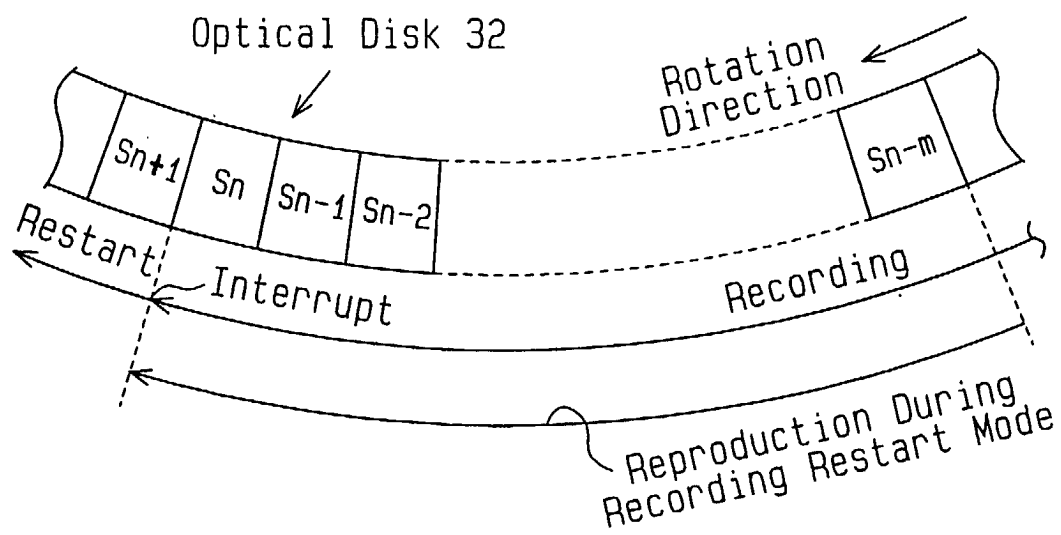 Optical Disk 32
Rotation
Direction
Sn+1
Sn
Sn-1
Sn-2
Sn-m
Restart
Interrupt
Recording
Reproduction During
Recording Restart Mode